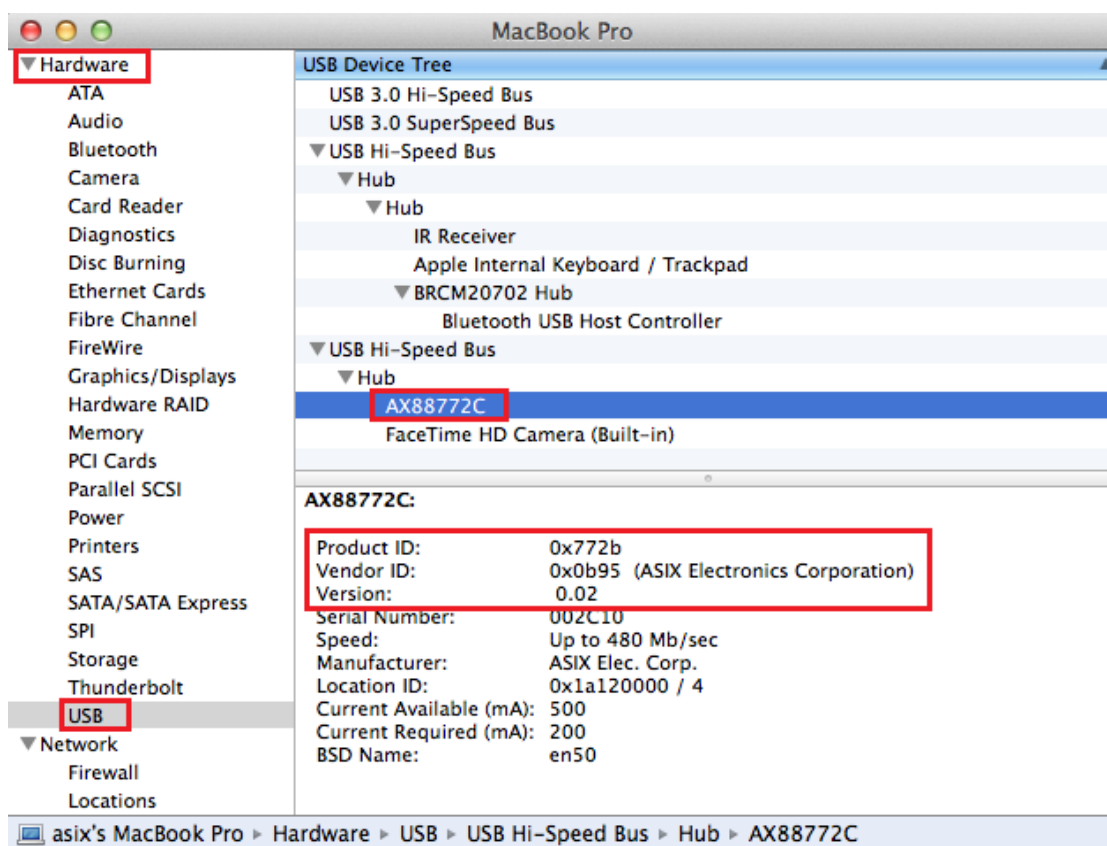 MacBook Pro
Hardware
ATA
Audio
Bluetooth
Camera
Card Reader
Diagnostics
Disc Burning
Ethernet Cards
Fibre Channel
FireWire
Graphics/Displays
Hardware RAID
Memory
PCI Cards
Parallel SCSI
Power
Printers
SAS
SATA/SATA Express
SPI
Storage
Thunderbolt
USB
Network
Firewall
Locations
USB Device Tree
USB 3.0 Hi-Speed Bus
USB 3.0 SuperSpeed Bus
USB Hi-Speed Bus
Hub
Hub
IR Receiver
Apple Internal Keyboard / Trackpad
BRCM20702 Hub
Bluetooth USB Host Controller
USB Hi-Speed Bus
Hub
AX88772C
FaceTime HD Camera (Built-in)
AX88772C:
Product ID: 0x772b
Vendor ID: 0x0b95 (ASIX Electronics Corporation)
Version: 0.02
Serial Number: 002C10
Speed: Up to 480 Mb/sec
Manufacturer: ASIX Elec. Corp.
Location ID: 0x1a120000 / 4
Current Available (mA): 500
Current Required (mA): 200
BSD Name: en50
asix's MacBook Pro ▸ Hardware ▸ USB ▸ USB Hi-Speed Bus ▸ Hub ▸ AX88772C